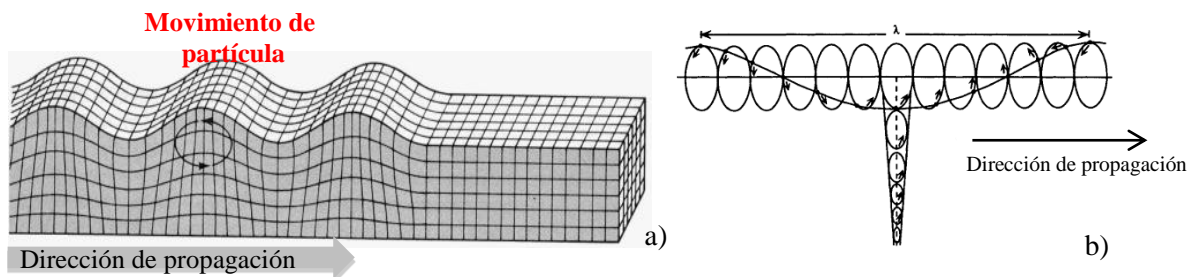 Movimiento de
partícula
Dirección de propagación
a)
λ
Dirección de propagación
b)